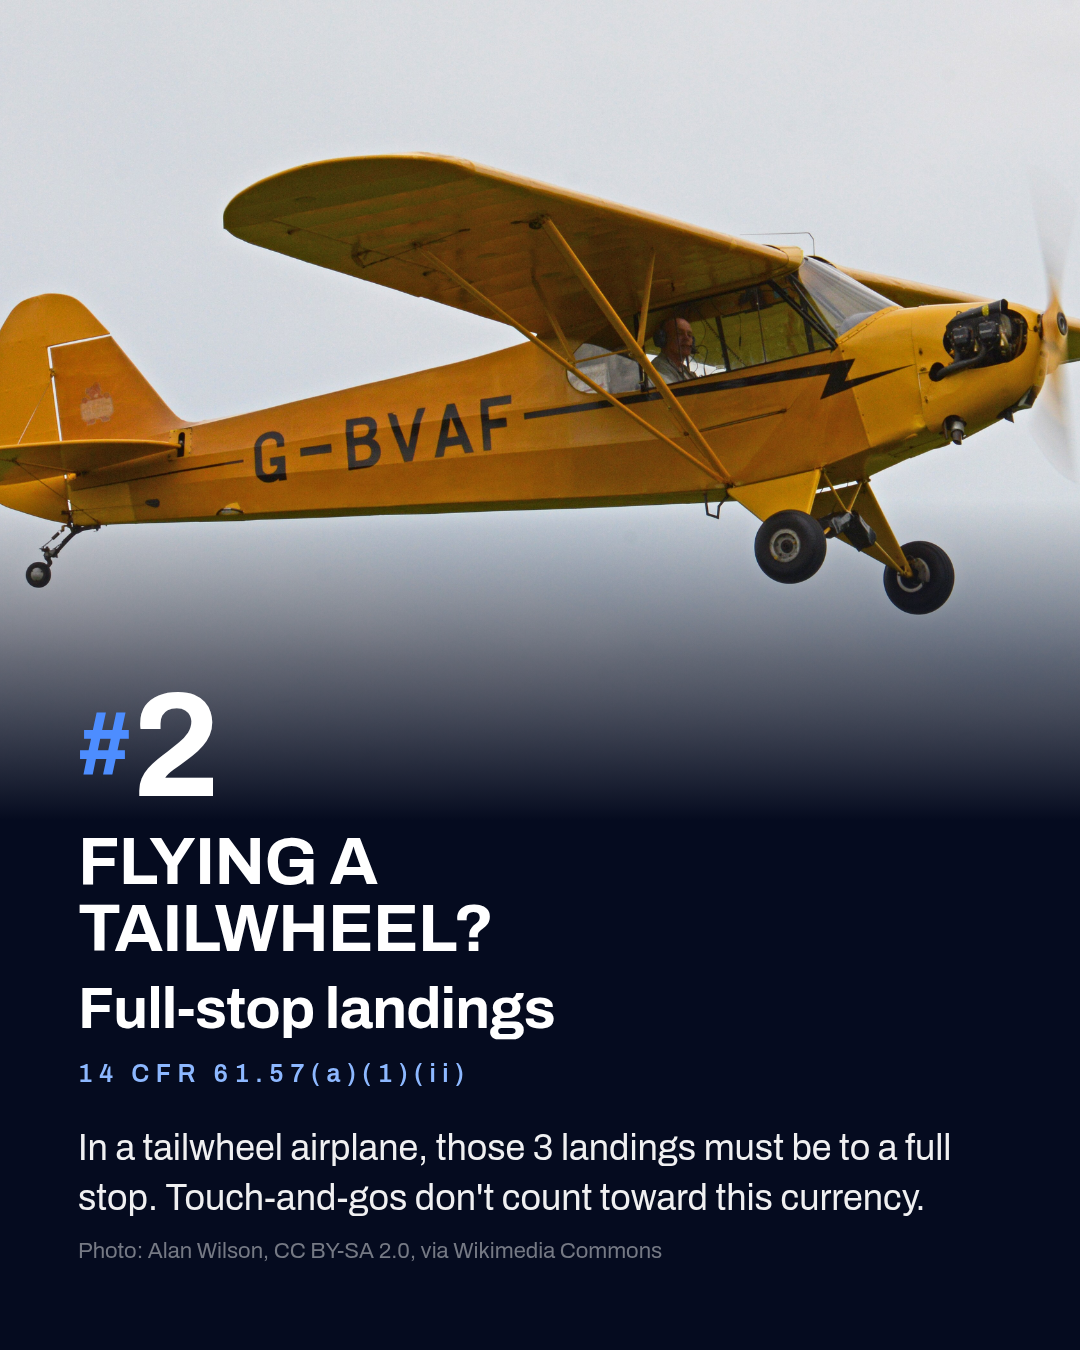 G-BVAF
#2
FLYING A
TAILWHEEL?
Full-stop landings
14 CFR 61.57(a)(1)(ii)
In a tailwheel airplane, those 3 landings must be to a full
stop. Touch-and-gos don't count toward this currency.
Photo: Alan Wilson, CC BY-SA 2.0, via Wikimedia Commons